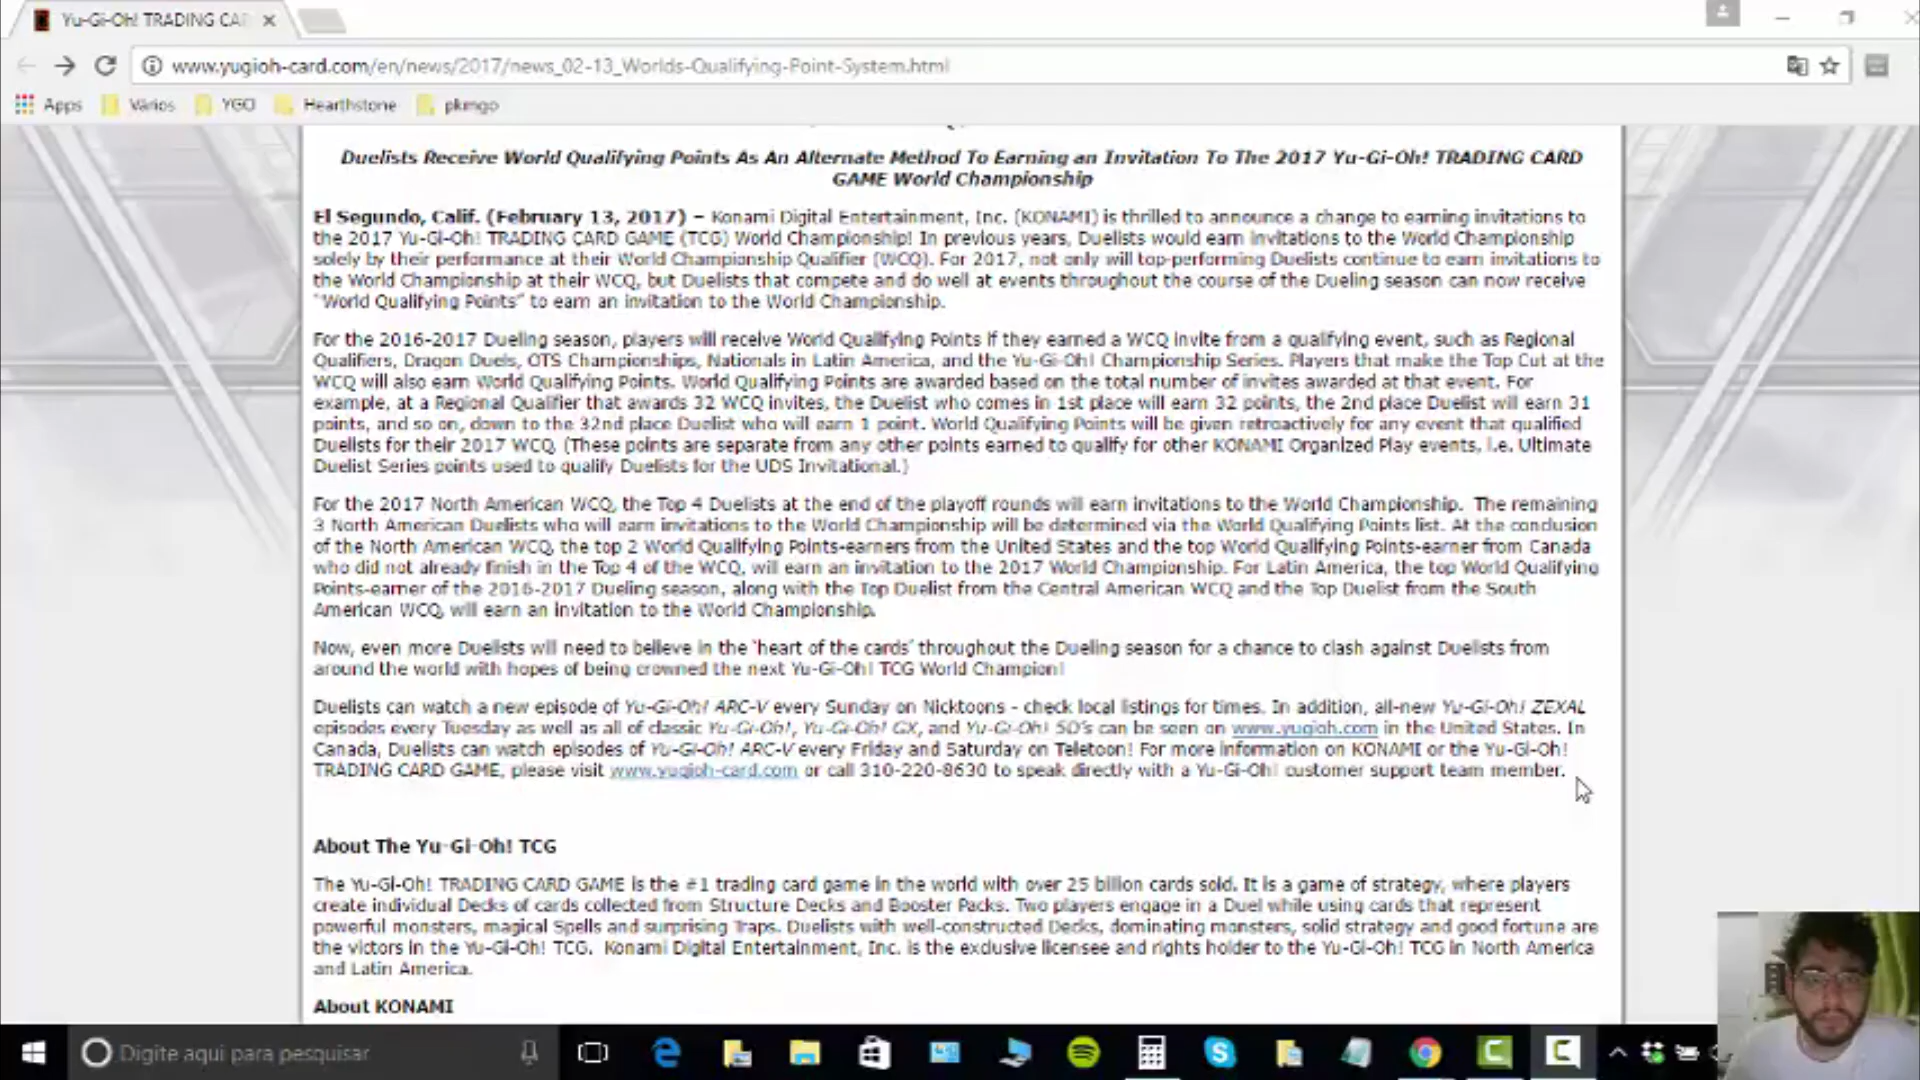 Yu-Gi-Oh! TRADING CA
www.yugioh-card.com/en/news/2017/news_02-13_Worlds-Qualifying-Point-System.html
Apps Vários YGO Hearthstone pkmgo
Duelists Receive World Qualifying Points As An Alternate Method To Earning an Invitation To The 2017 Yu-Gi-Oh! TRADING CARD
GAME World Championship
El Segundo, Calif. (February 13, 2017) – Konami Digital Entertainment, Inc. (KONAMI) is thrilled to announce a change to earning invitations to
the 2017 Yu-Gi-Oh! TRADING CARD GAME (TCG) World Championship! In previous years, Duelists would earn invitations to the World Championship
solely by their performance at their World Championship Qualifier (WCQ). For 2017, not only will top-performing Duelists continue to earn invitations to
the World Championship at their WCQ, but Duelists that compete and do well at events throughout the course of the Dueling season can now receive
"World Qualifying Points" to earn an invitation to the World Championship.
For the 2016-2017 Dueling season, players will receive World Qualifying Points if they earned a WCQ invite from a qualifying event, such as Regional
Qualifiers, Dragon Duels, OTS Championships, Nationals in Latin America, and the Yu-Gi-Oh! Championship Series. Players that make the Top Cut at the
WCQ will also earn World Qualifying Points. World Qualifying Points are awarded based on the total number of invites awarded at that event. For
example, at a Regional Qualifier that awards 32 WCQ invites, the Duelist who comes in 1st place will earn 32 points, the 2nd place Duelist will earn 31
points, and so on, down to the 32nd place Duelist who will earn 1 point. World Qualifying Points will be given retroactively for any event that qualified
Duelists for their 2017 WCQ. (These points are separate from any other points earned to qualify for other KONAMI Organized Play events, i.e. Ultimate
Duelist Series points used to qualify Duelists for the UDS Invitational.)
For the 2017 North American WCQ, the Top 4 Duelists at the end of the playoff rounds will earn invitations to the World Championship. The remaining
3 North American Duelists who will earn invitations to the World Championship will be determined via the World Qualifying Points list. At the conclusion
of the North American WCQ, the top 2 World Qualifying Points-earners from the United States and the top World Qualifying Points-earner from Canada
who did not already finish in the Top 4 of the WCQ, will earn an invitation to the 2017 World Championship. For Latin America, the top World Qualifying
Points-earner of the 2016-2017 Dueling season, along with the Top Duelist from the Central American WCQ and the Top Duelist from the South
American WCQ, will earn an invitation to the World Championship.
Now, even more Duelists will need to believe in the 'heart of the cards' throughout the Dueling season for a chance to clash against Duelists from
around the world with hopes of being crowned the next Yu-Gi-Oh! TCG World Champion!
Duelists can watch a new episode of Yu-Gi-Oh! ARC-V every Sunday on Nicktoons - check local listings for times. In addition, all-new Yu-Gi-Oh! ZEXAL
episodes every Tuesday as well as all of classic Yu-Gi-Oh!, Yu-Gi-Oh! GX, and Yu-Gi-Oh! 5D's can be seen on www.yugioh.com in the United States. In
Canada, Duelists can watch episodes of Yu-Gi-Oh! ARC-V every Friday and Saturday on Teletoon! For more information on KONAMI or the Yu-Gi-Oh!
TRADING CARD GAME, please visit www.yugioh-card.com or call 310-220-8630 to speak directly with a Yu-Gi-Oh! customer support team member.
About The Yu-Gi-Oh! TCG
The Yu-Gi-Oh! TRADING CARD GAME is the #1 trading card game in the world with over 25 billion cards sold. It is a game of strategy, where players
create individual Decks of cards collected from Structure Decks and Booster Packs. Two players engage in a Duel while using cards that represent
powerful monsters, magical Spells and surprising Traps. Duelists with well-constructed Decks, dominating monsters, solid strategy and good fortune are
the victors in the Yu-Gi-Oh! TCG. Konami Digital Entertainment, Inc. is the exclusive licensee and rights holder to the Yu-Gi-Oh! TCG in North America
and Latin America.
About KONAMI
Digite aqui para pesquisar